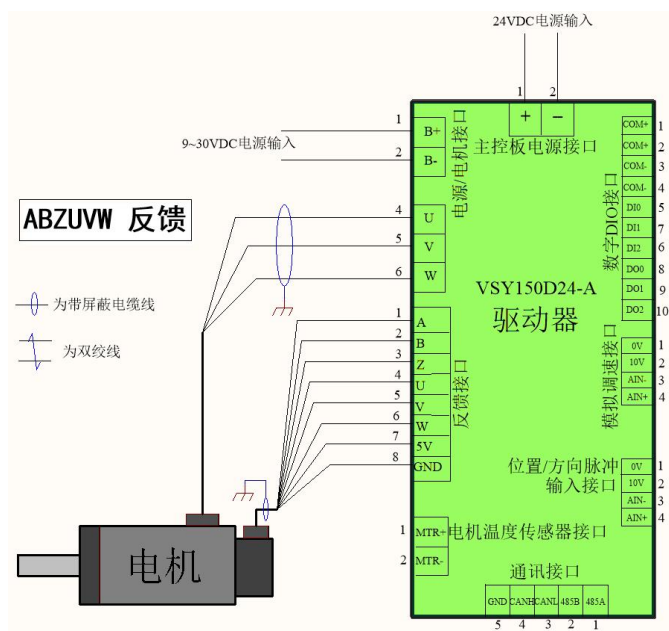 24VDC电源输入
1 2
+ −
主控板电源接口
9~30VDC电源输入
1 B+
2 B-
电源/电机接口
4 U
5 V
6 W
ABZUVW 反馈
为带屏蔽电缆线
为双绞线
1 A
2 B
3 Z
4 U
5 V
6 W
7 5V
8 GND
反馈接口
VSY150D24-A
驱动器
COM+ 1
COM+ 2
COM- 3
COM- 4
DI0 5
DI1 7
DI2 6
DO0 8
DO1 9
DO2 10
数字DIO接口
0V 1
10V 2
AIN- 3
AIN+ 4
模拟调速接口
位置/方向脉冲
输入接口
0V 1
10V 2
AIN- 3
AIN+ 4
1 MTR+
2 MTR-
电机温度传感器接口
通讯接口
GND CANH CANL 485B 485A
5 4 3 2 1
电机